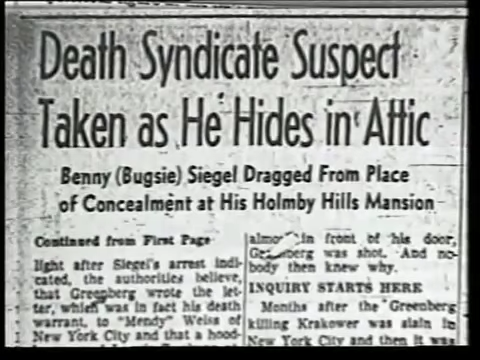 Death Syndicate Suspect
Taken as He Hides in Attic
Benny (Bugsie) Siegel Dragged From Place
of Concealment at His Holmby Hills Mansion
Continued from First Page
light after Siegel's arrest indi-
cated, the authorities believe,
that Greenberg wrote the let-
ter, which was in fact his death
warrant, to "Mendy" Weiss of
New York City and that a hood-
almost in front of his door,
Greenberg was shot. And no-
body then knew why.
INQUIRY STARTS HERE
Months after the Greenberg
killing Krakower was slain in
New York City and then it was